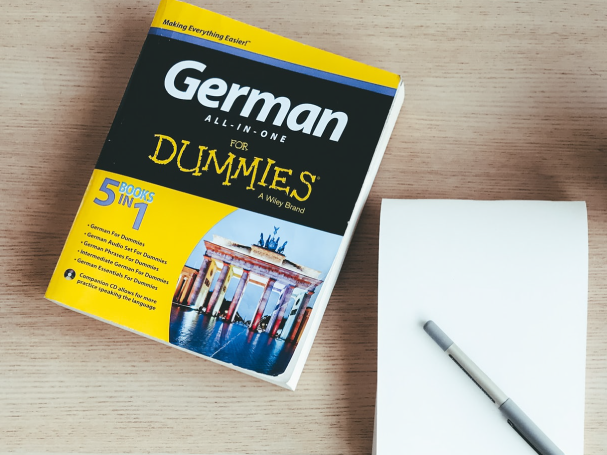 Making Everything Easier!™
German
ALL-IN-ONE
FOR
DUMMIES®
A Wiley Brand
5 BOOKS
IN 1
• German For Dummies
• German Audio Set For Dummies
• German Phrases For Dummies
• Intermediate German For Dummies
• German Essentials For Dummies
Companion CD allows for more
practice speaking the language